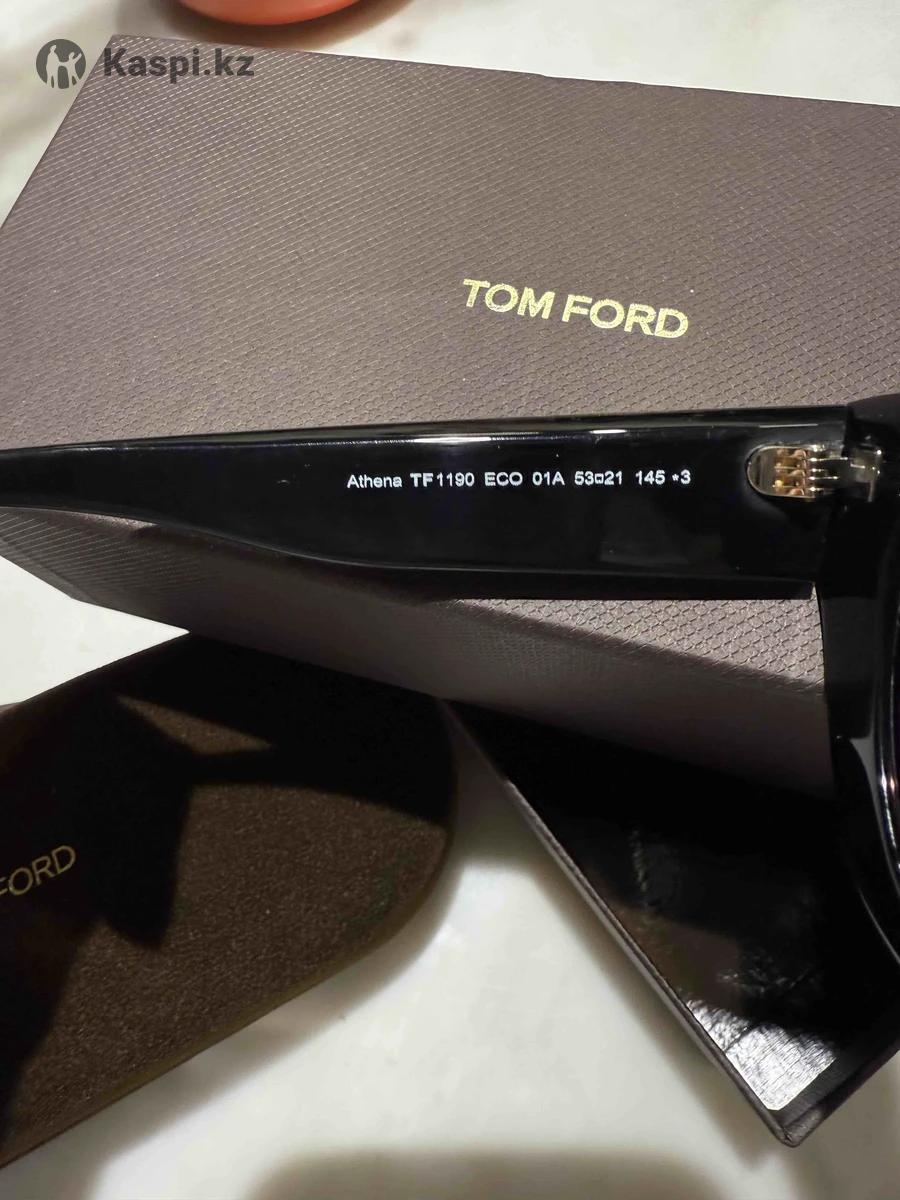 Kaspi.kz
TOM FORD
Athena TF1190 ECO 01A 53□21 145 *3
FORD